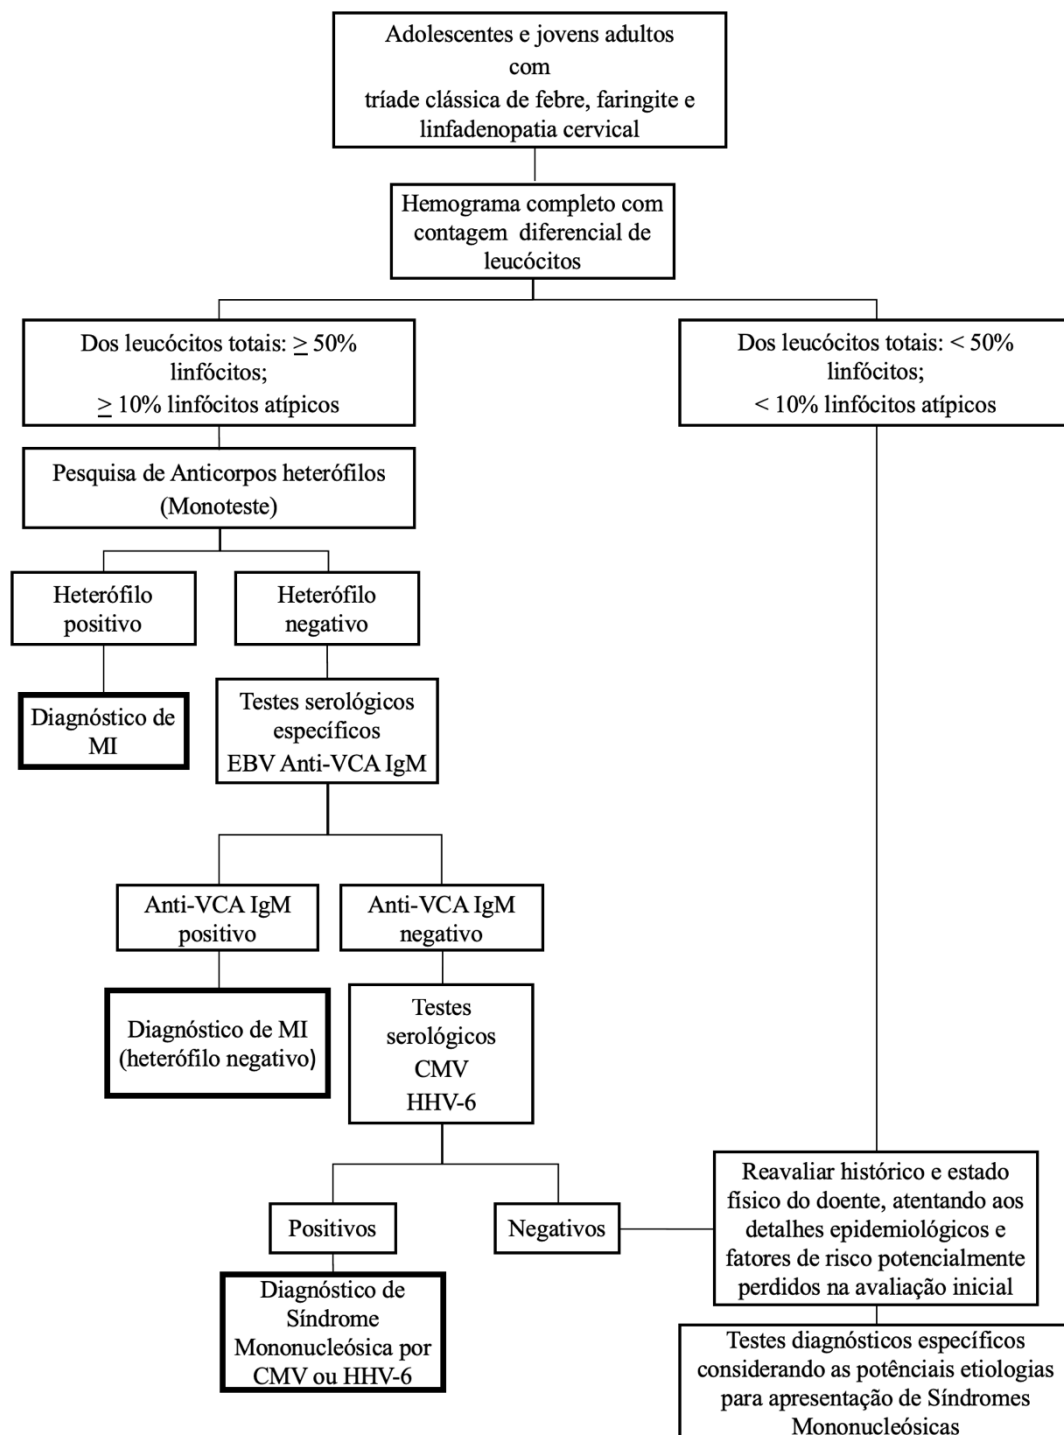 Adolescentes e jovens adultos
com
tríade clássica de febre, faringite e
linfadenopatia cervical
Hemograma completo com
contagem diferencial de
leucócitos
Dos leucócitos totais: ≥ 50%
linfócitos;
≥ 10% linfócitos atípicos
Dos leucócitos totais: < 50%
linfócitos;
< 10% linfócitos atípicos
Pesquisa de Anticorpos heterófilos
(Monoteste)
Heterófilo
positivo
Heterófilo
negativo
Diagnóstico de
MI
Testes serológicos
específicos
EBV Anti-VCA IgM
Anti-VCA IgM
positivo
Anti-VCA IgM
negativo
Diagnóstico de MI
(heterófilo negativo)
Testes
serológicos
CMV
HHV-6
Positivos
Negativos
Reavaliar histórico e estado
físico do doente, atentando aos
detalhes epidemiológicos e
fatores de risco potencialmente
perdidos na avaliação inicial
Diagnóstico de
Síndrome
Mononucleósica por
CMV ou HHV-6
Testes diagnósticos específicos
considerando as potênciais etiologias
para apresentação de Síndromes
Mononucleósicas